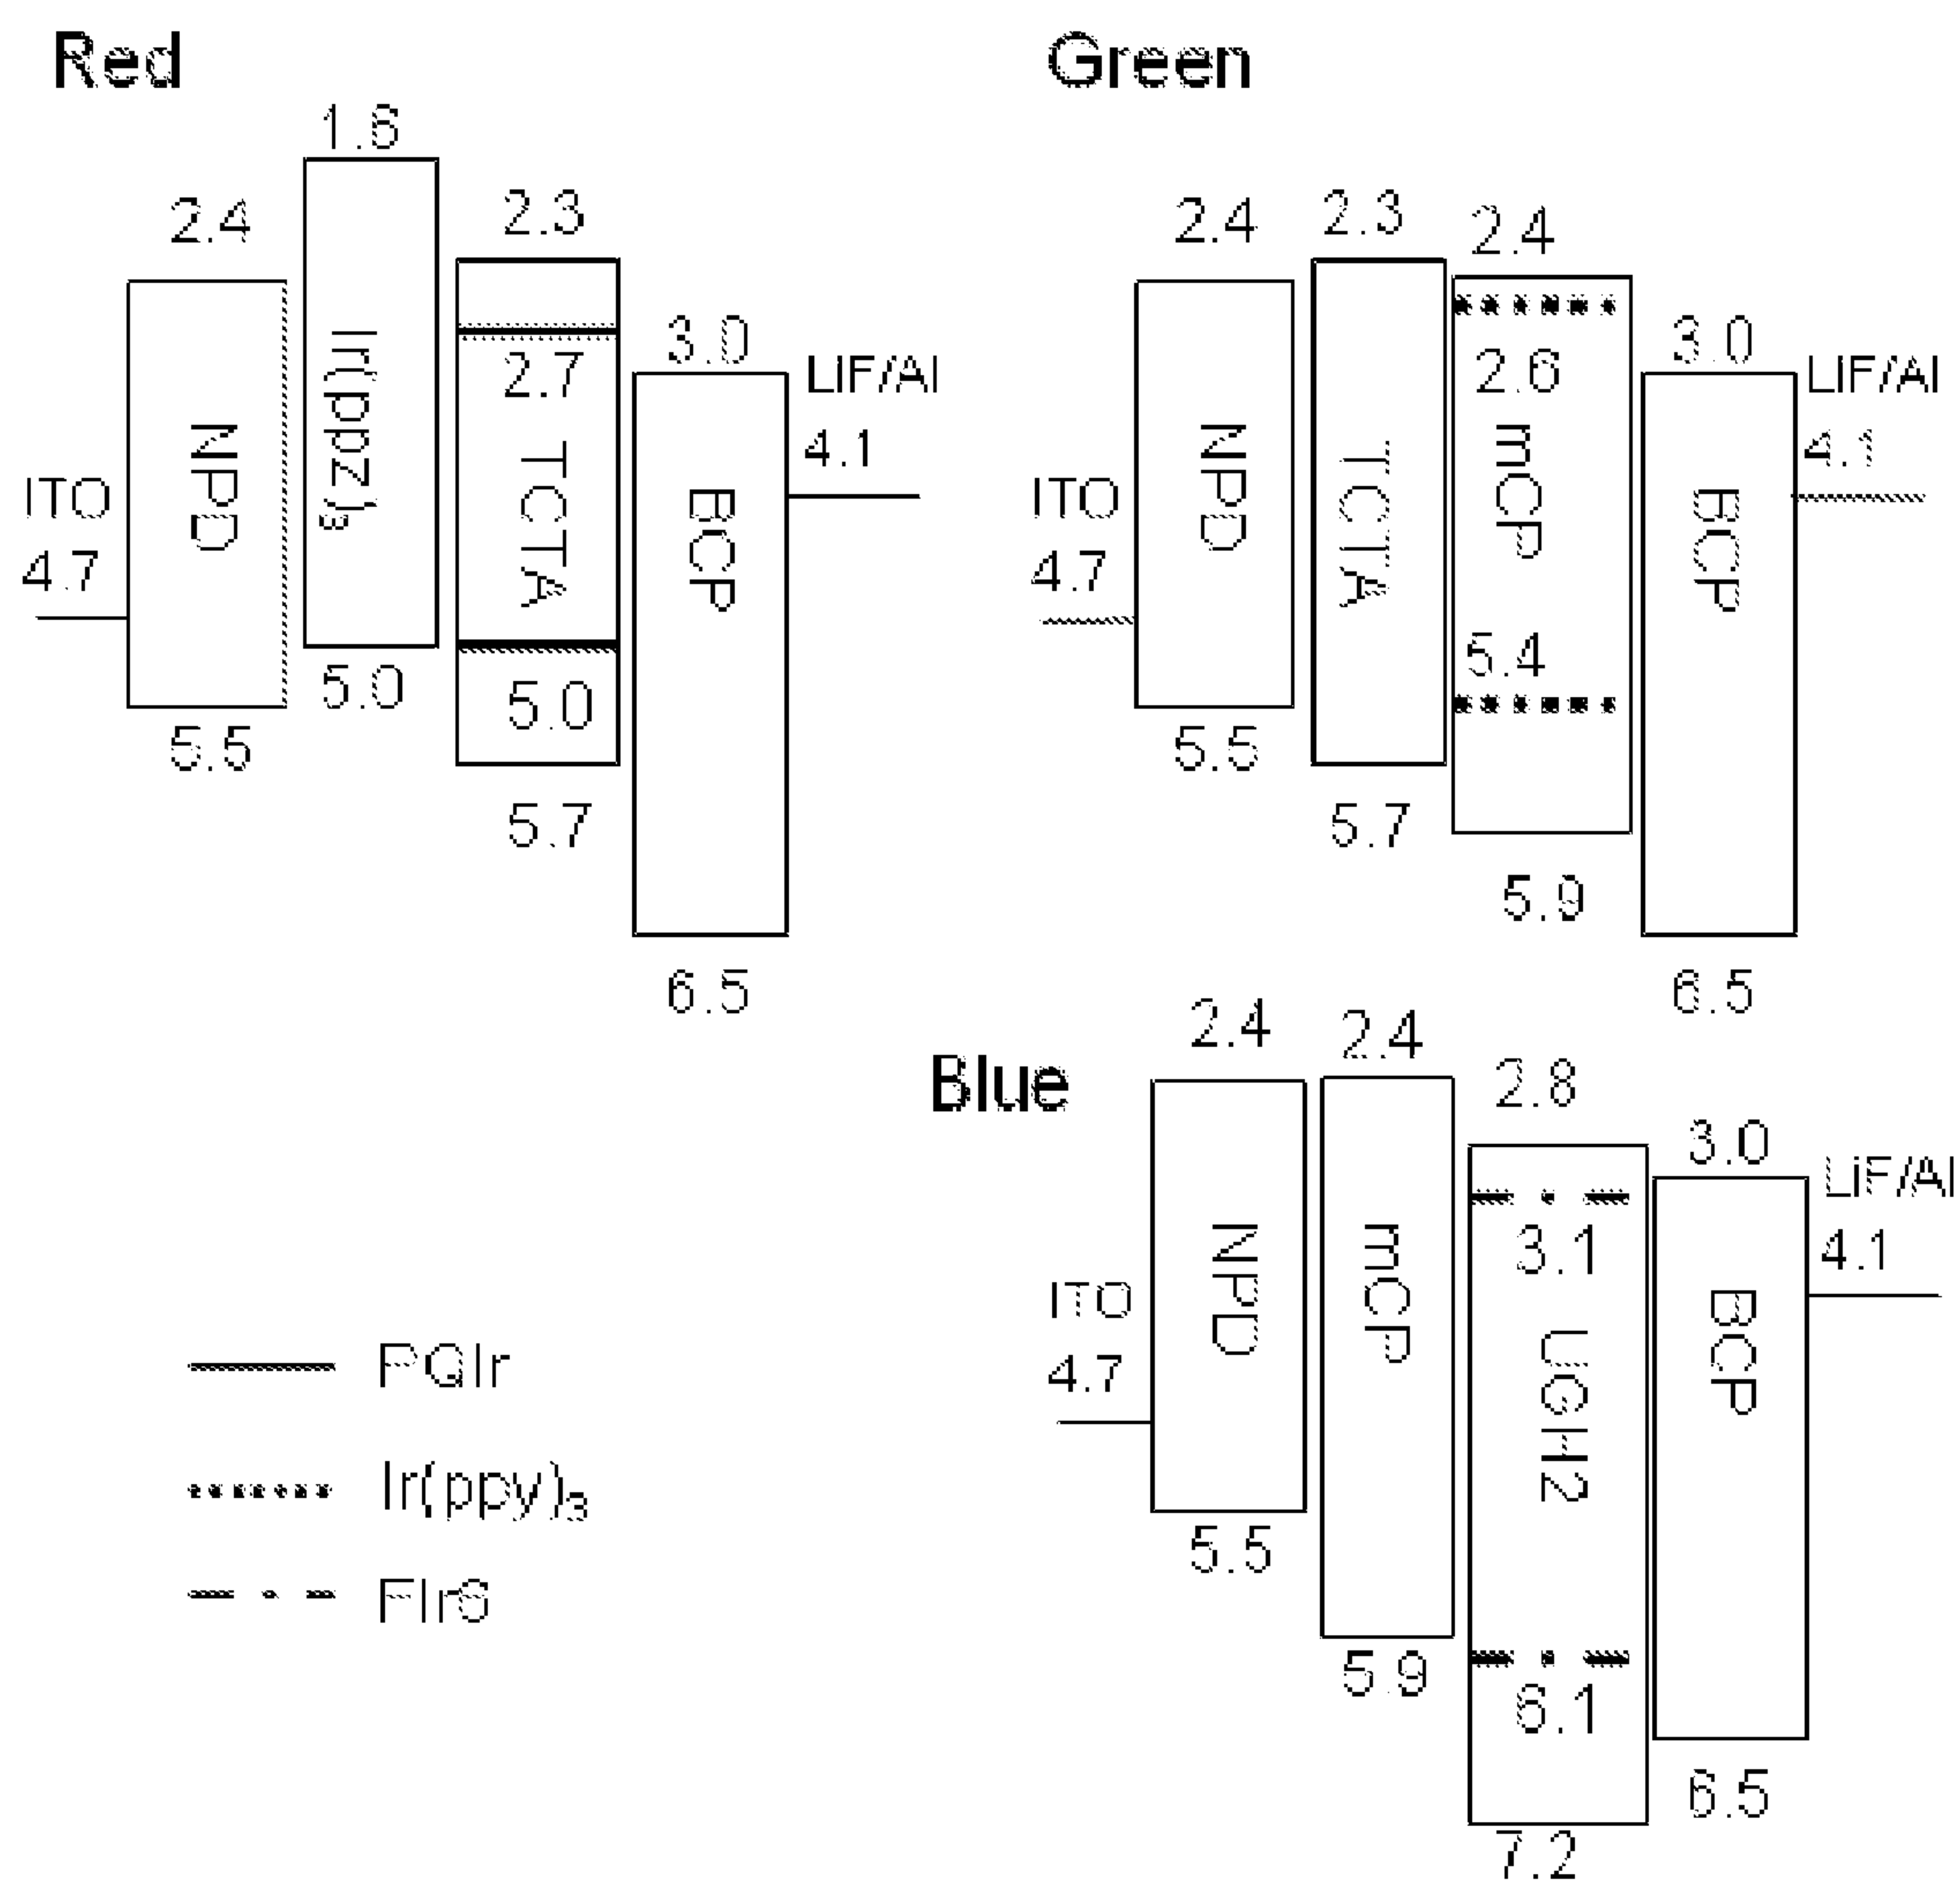 Red
1.6
2.4
2.3
NPD
Ir(ppz)3
2.7
TCTA
3.0
BCP
LiF/Al
4.1
ITO
4.7
5.0
5.0
5.5
5.7
6.5
Green
2.4
2.3
2.4
NPD
TCTA
2.6
mCP
5.4
3.0
BCP
LiF/Al
4.1
ITO
4.7
5.5
5.7
5.9
6.5
Blue
2.4
2.4
2.8
3.0
NPD
mCP
3.1
UGH2
6.1
BCP
LiF/Al
4.1
ITO
4.7
5.5
5.9
6.5
7.2
PQIr
Ir(ppy)3
FIr6